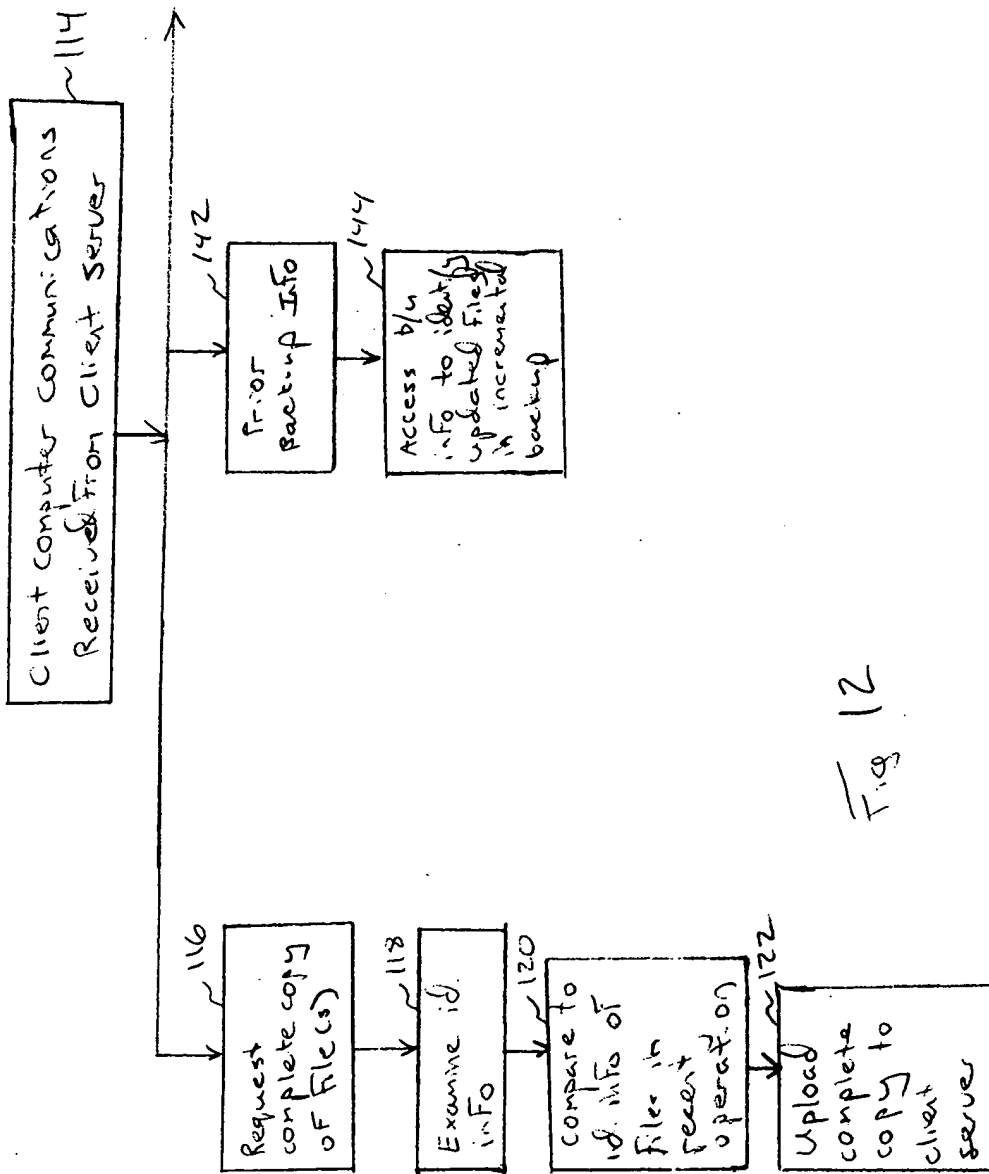 Client Computer Communications
Received From Client Server
114
116
Request
complete copy
of File(s)
118
Examine id.
info
120
compare to
id. info of
files in
recent
operation
122
Upload
complete
copy to
client
server
142
Prior
Backup Info
144
Access b/u
info to identify
updated files
in incremental
backup
Fig. 12